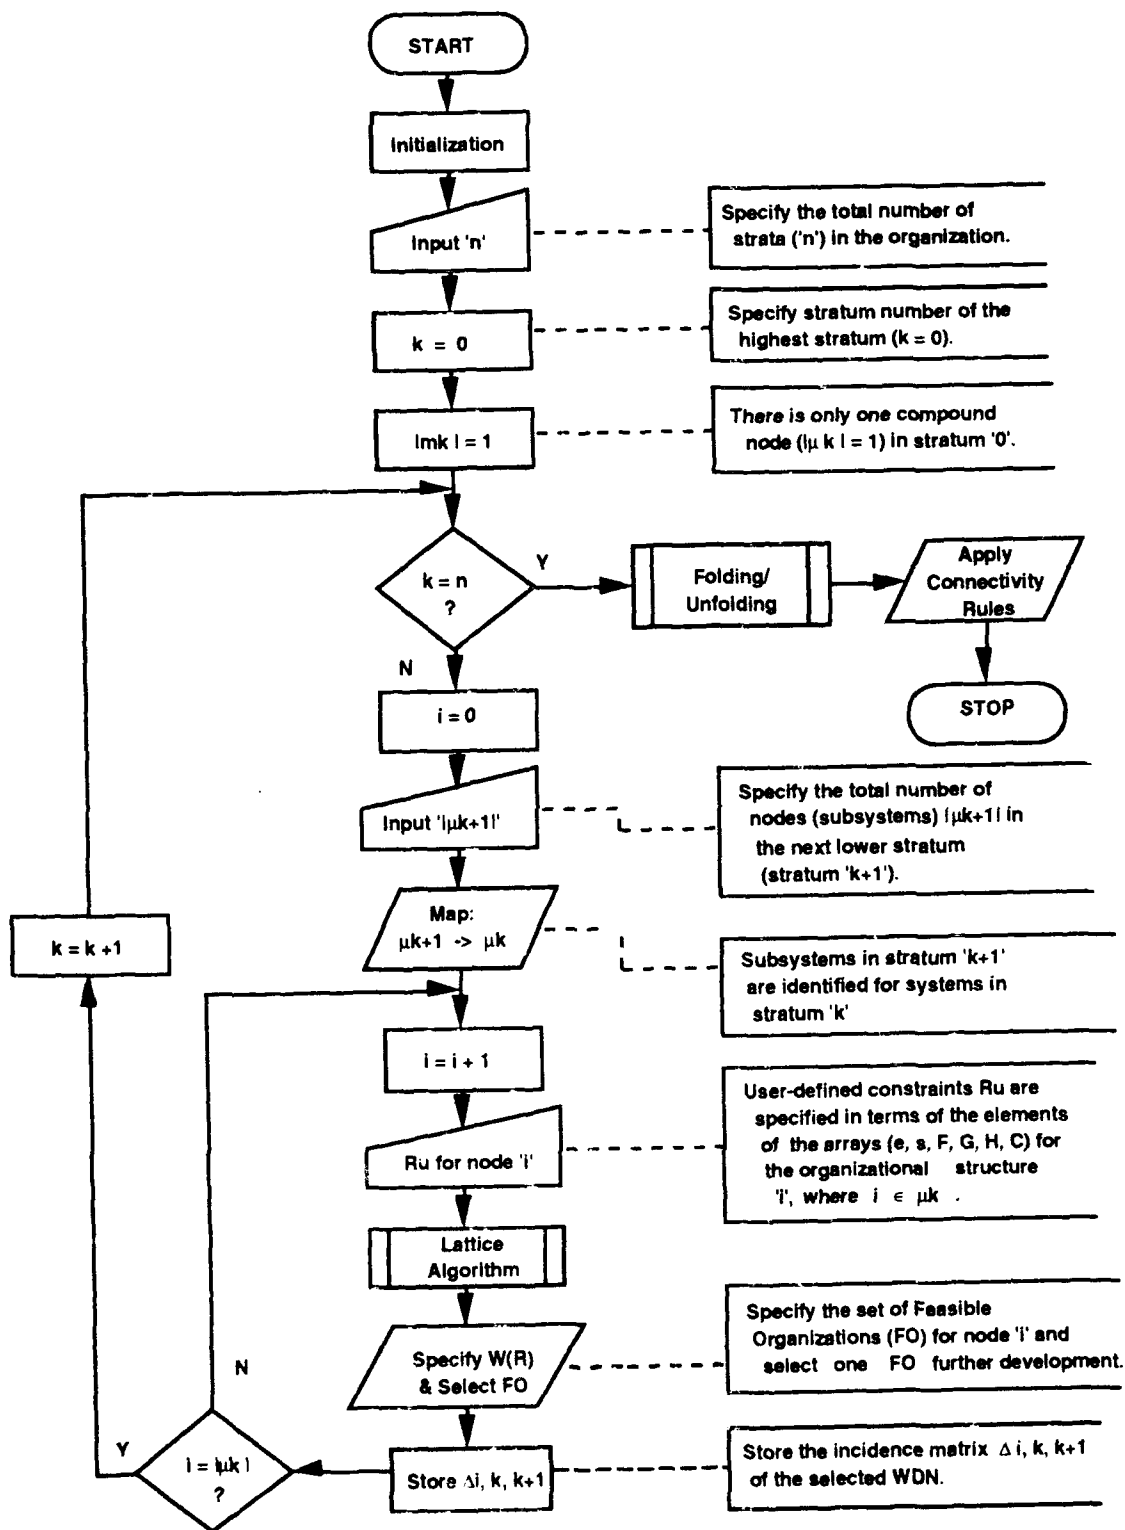 START
Initialization
Input 'n'
Specify the total number of
strata ('n') in the organization.
k = 0
Specify stratum number of the
highest stratum (k = 0).
lmk l = 1
There is only one compound
node (lμ k l = 1) in stratum '0'.
k = n
?
Y
N
Folding/
Unfolding
Apply
Connectivity
Rules
STOP
i = 0
Input 'lμk+1l'
Specify the total number of
nodes (subsystems) lμk+1l in
the next lower stratum
(stratum 'k+1').
Map:
μk+1 -> μk
Subsystems in stratum 'k+1'
are identified for systems in
stratum 'k'
k = k +1
i = i + 1
Ru for node 'i'
User-defined constraints Ru are
specified in terms of the elements
of the arrays (e, s, F, G, H, C) for
the organizational structure
'i', where i ∈ μk .
Lattice
Algorithm
Specify W(R)
& Select FO
Specify the set of Feasible
Organizations (FO) for node 'i' and
select one FO further development.
N
Y
i = lμk l
?
Store Δi, k, k+1
Store the incidence matrix Δ i, k, k+1
of the selected WDN.